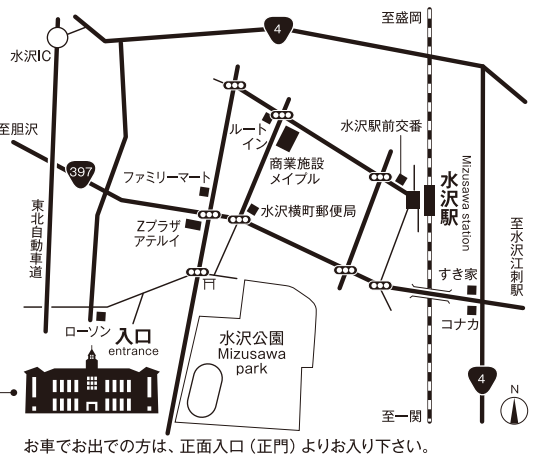 至盛岡
4
水沢IC
至胆沢
ルート
イン
水沢駅前交番
商業施設
メイプル
397
ファミリーマート
水沢駅
Mizusawa station
水沢横町郵便局
Zプラザ
アテルイ
東北自動車道
至水沢江刺駅
すき家
コナカ
ローソン
入口
entrance
水沢公園
Mizusawa
park
4
N
至一関
お車でお出での方は、正面入口（正門）よりお入り下さい。